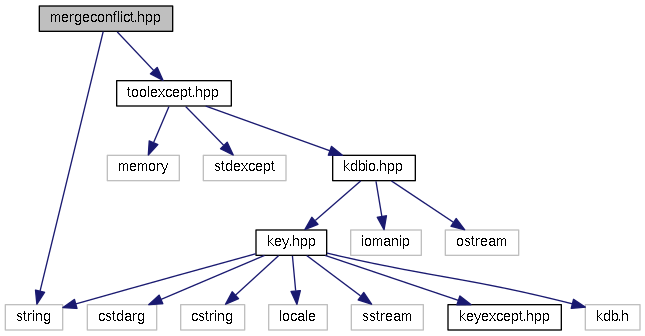 mergeconflict.hpp
toolexcept.hpp
memory
stdexcept
kdbio.hpp
key.hpp
iomanip
ostream
string
cstdarg
cstring
locale
sstream
keyexcept.hpp
kdb.h